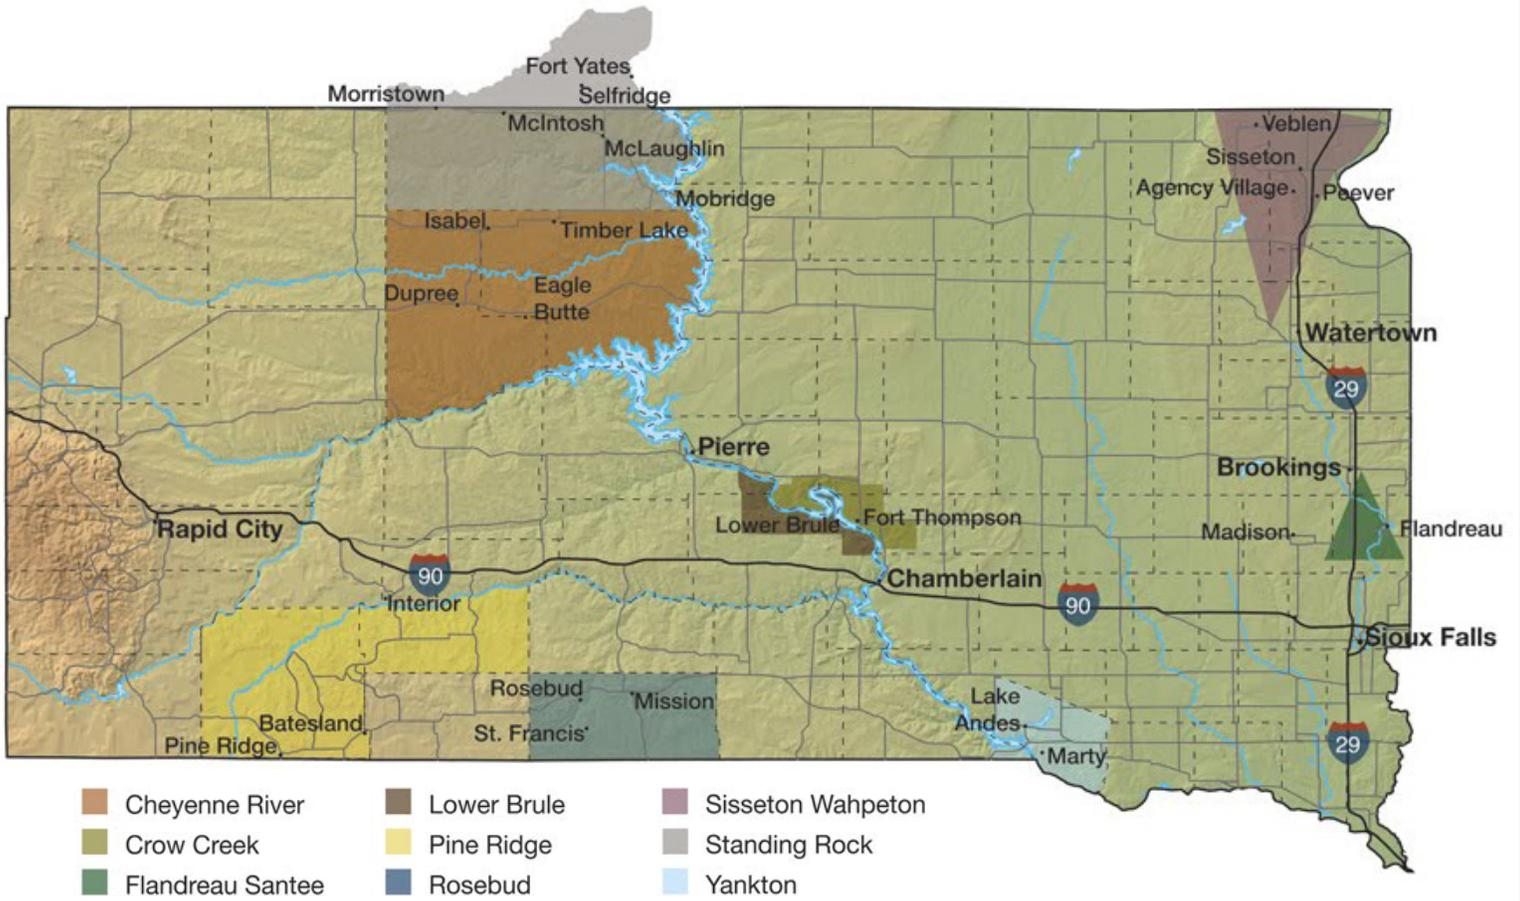 Fort Yates
Morristown
Selfridge
McIntosh
McLaughlin
Veblen
Sisseton
Agency Village
Peever
Mobridge
Isabel
Timber Lake
Dupree
Eagle
Butte
Watertown
29
Pierre
Brookings
Lower Brule
Fort Thompson
Madison
Flandreau
Rapid City
90
Chamberlain
90
Interior
Sioux Falls
Rosebud
Mission
St. Francis
Lake
Andes
Batesland
Pine Ridge
Marty
29
Cheyenne River
Lower Brule
Sisseton Wahpeton
Crow Creek
Pine Ridge
Standing Rock
Flandreau Santee
Rosebud
Yankton